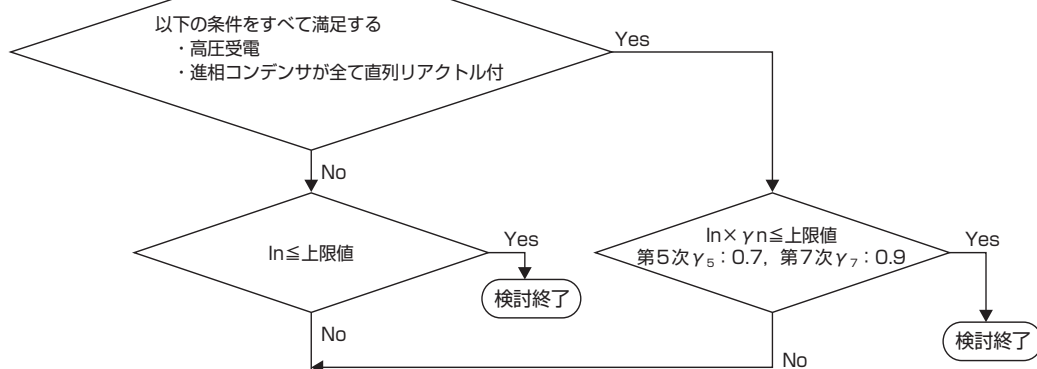 以下の条件をすべて満足する
・高圧受電
・進相コンデンサが全て直列リアクトル付
Yes
No
In≦上限値
Yes
検討終了
No
In×γn≦上限値
第5次γ₅：0.7, 第7次γ₇：0.9
Yes
検討終了
No